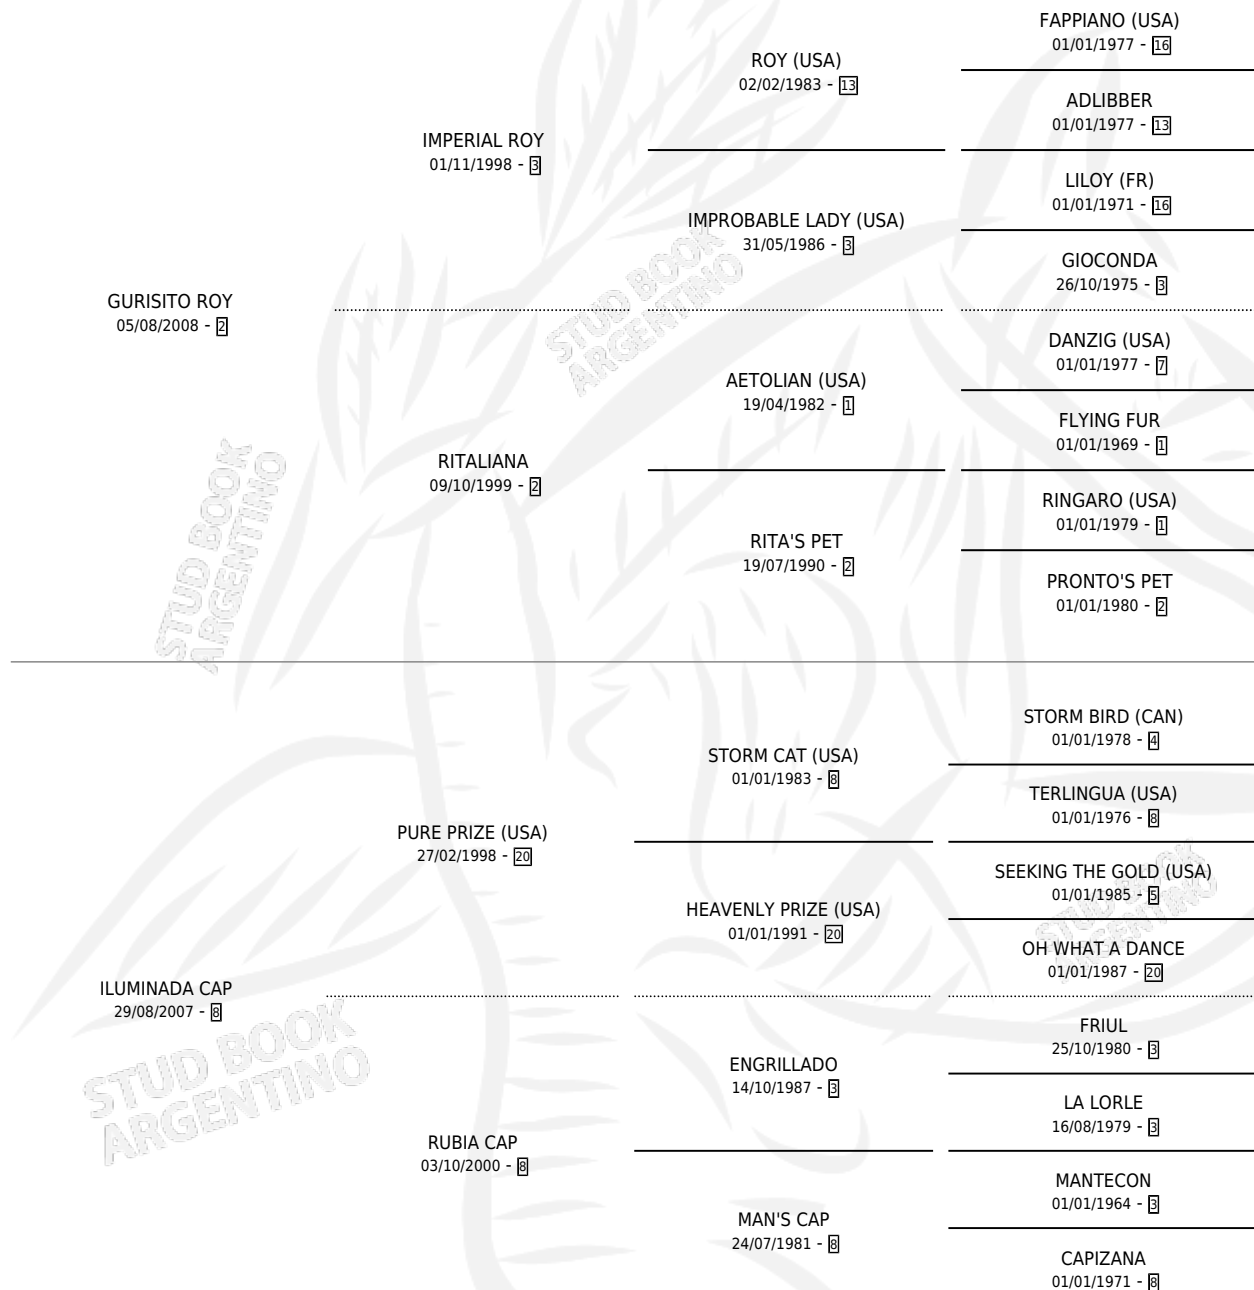 FAPPIANO (USA)
01/01/1977 - 16
ROY (USA)
02/02/1983 - 13
ADLIBBER
01/01/1977 - 13
IMPERIAL ROY
01/11/1998 - 3
LILOY (FR)
01/01/1971 - 16
IMPROBABLE LADY (USA)
31/05/1986 - 3
GIOCONDA
26/10/1975 - 3
GURISITO ROY
05/08/2008 - 2
STUD BOOK
ARGENTINO
DANZIG (USA)
01/01/1977 - 7
AETOLIAN (USA)
19/04/1982 - 1
FLYING FUR
01/01/1969 - 1
RITALIANA
09/10/1999 - 2
RINGARO (USA)
01/01/1979 - 1
RITA'S PET
19/07/1990 - 2
PRONTO'S PET
01/01/1980 - 2
STUD BOOK
ARGENTINO
STORM BIRD (CAN)
01/01/1978 - 4
STORM CAT (USA)
01/01/1983 - 8
TERLINGUA (USA)
01/01/1976 - 8
PURE PRIZE (USA)
27/02/1998 - 20
SEEKING THE GOLD (USA)
01/01/1985 - 5
HEAVENLY PRIZE (USA)
01/01/1991 - 20
STUD BOOK
ARGENTINO
OH WHAT A DANCE
01/01/1987 - 20
ILUMINADA CAP
29/08/2007 - 8
STUD BOOK
ARGENTINO
FRIUL
25/10/1980 - 3
ENGRILLADO
14/10/1987 - 3
LA LORLE
16/08/1979 - 3
RUBIA CAP
03/10/2000 - 8
MANTECON
01/01/1964 - 3
MAN'S CAP
24/07/1981 - 8
CAPIZANA
01/01/1971 - 8